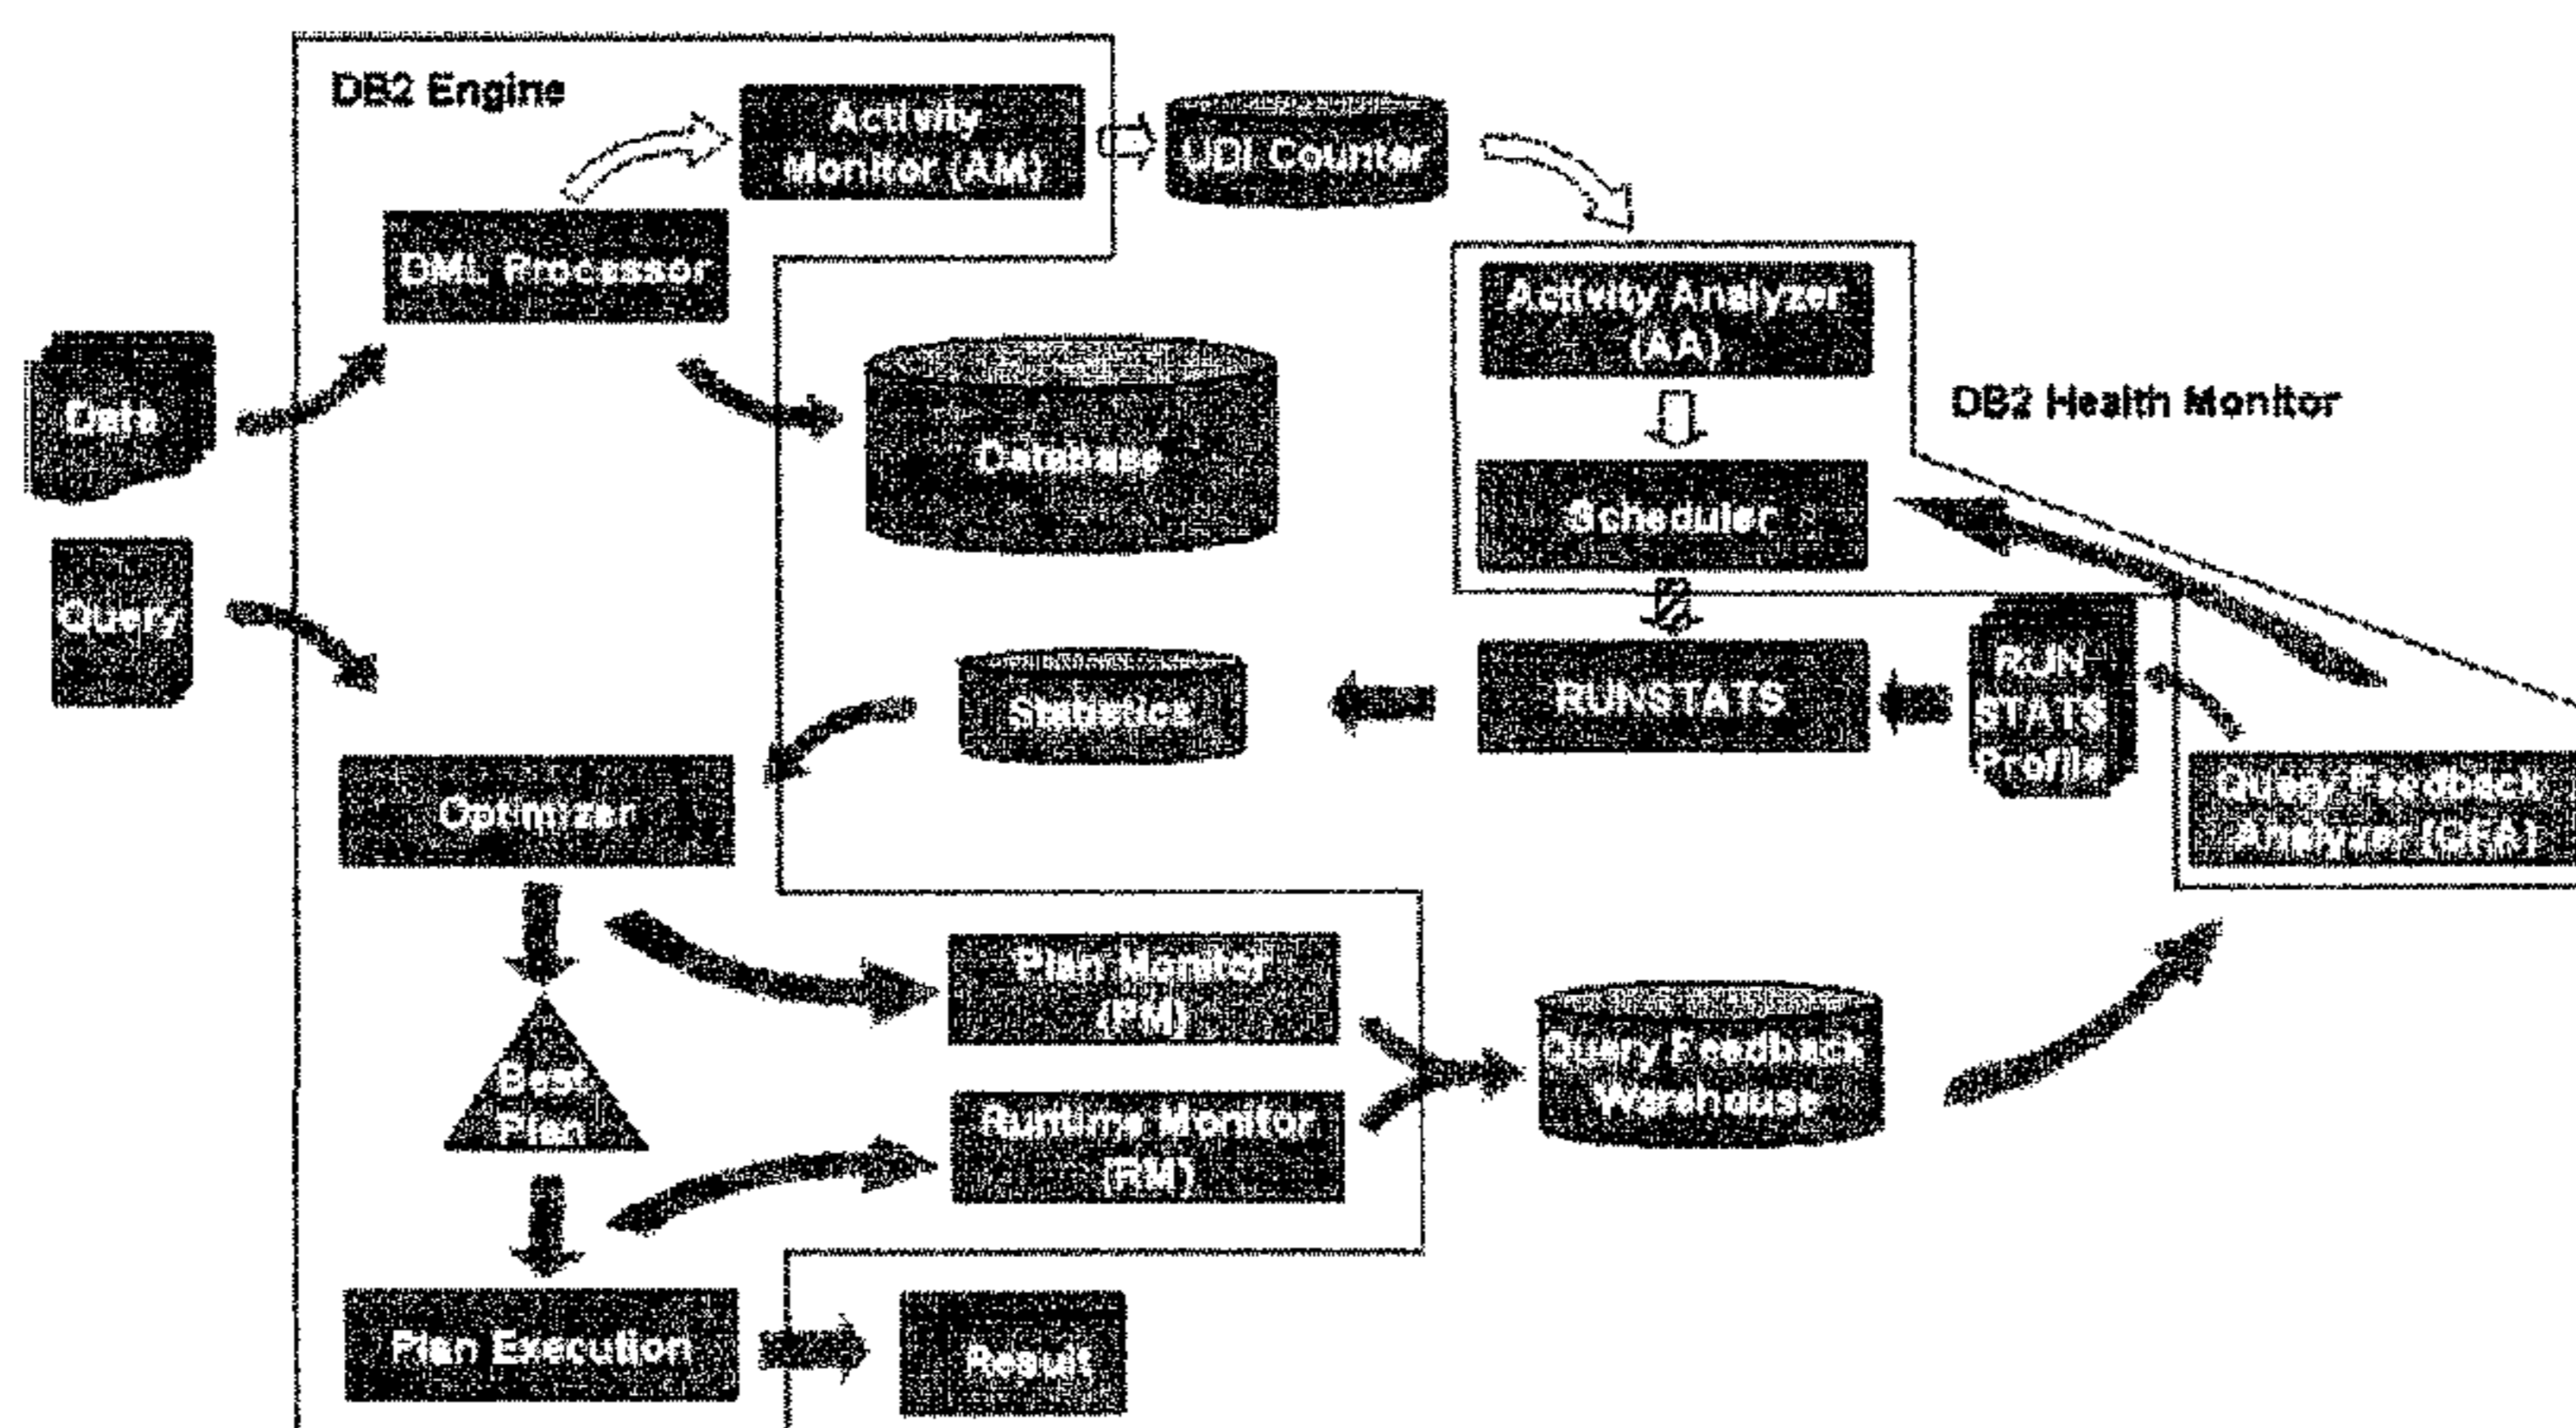 DB2 Engine
Activity
Monitor (AM)
UDI Counter
DML Processor
Activity Analyzer
(AA)
Data
Database
DB2 Health Monitor
Scheduler
Query
RUN-
STATS
Profile
RUNSTATS
Statistics
Optimizer
Query Feedback
Analyzer (QFA)
Plan Monitor
(PM)
Best
Plan
Query Feedback
Warehouse
Runtime Monitor
(RM)
Plan Execution
Result